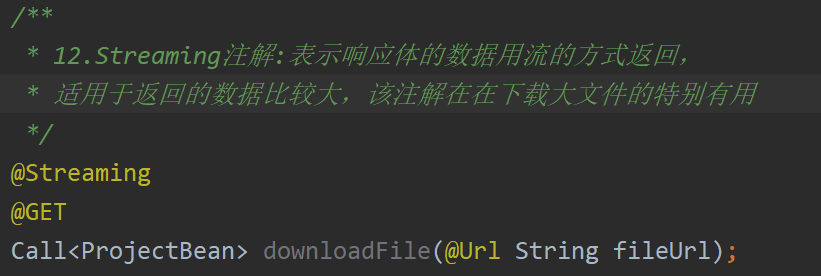 /**
* 12.Streaming注解:表示响应体的数据用流的方式返回，
* 适用于返回的数据比较大，该注解在在下载大文件的特别有用
*/
@Streaming
@GET
Call<ProjectBean> downloadFile(@Url String fileUrl);